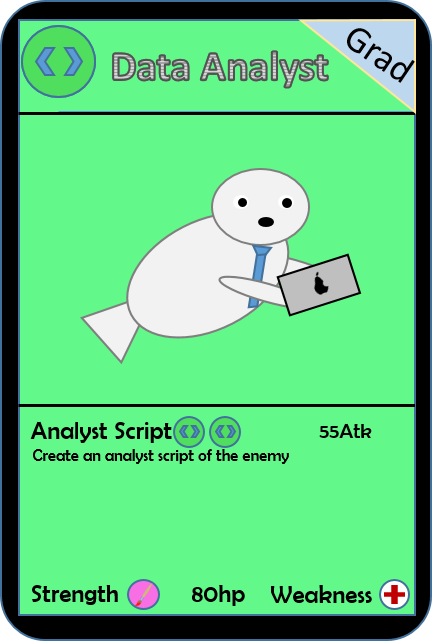 Data Analyst
Grad
Analyst Script
55Atk
Create an analyst script of the enemy
Strength
80hp
Weakness